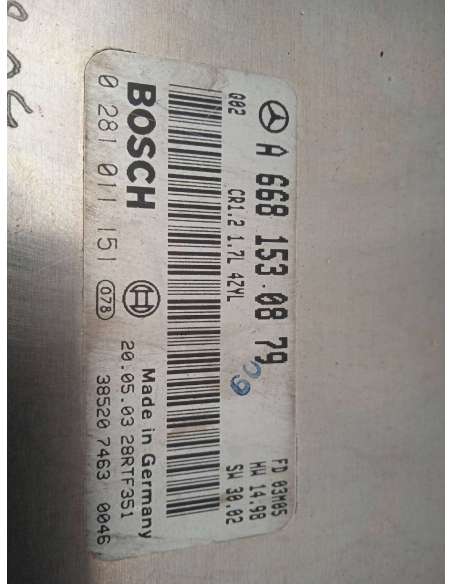 A 668 153 08 79
Q02
CR1.2 1.7L 4ZYL
FD 03M05
HW 14.98
SW 30.02
BOSCH
0 281 011 151
078
Made in Germany
20.05.03 28RTF351
38520 7463 0046